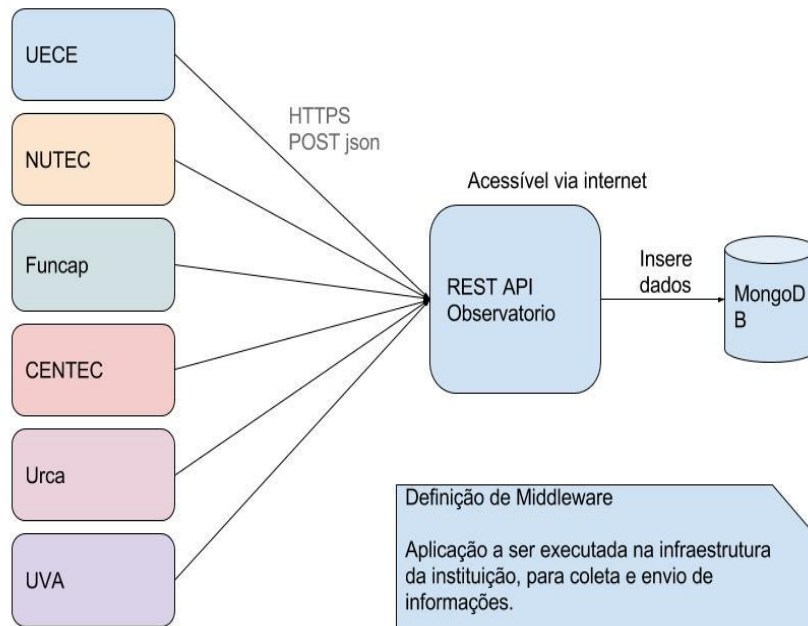 UECE
NUTEC
Funcap
CENTEC
Urca
UVA
HTTPS
POST json
Acessível via internet
REST API
Observatorio
Insere
dados
MongoD
B
Definição de Middleware
Aplicação a ser executada na infraestrutura
da instituição, para coleta e envio de
informações.